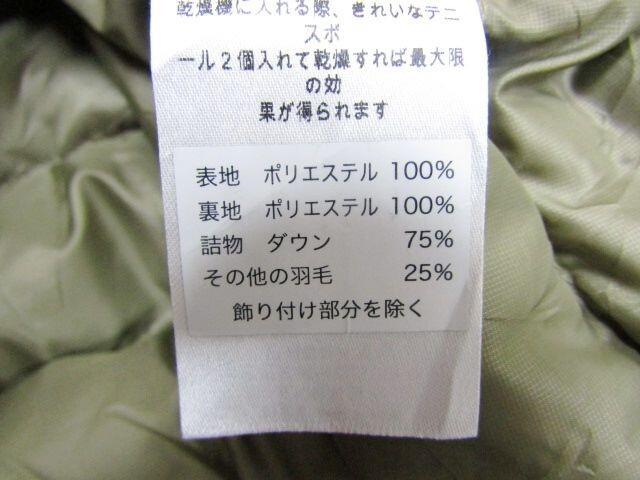 乾燥機に入れる際、きれいなテニ
スボ
ール2個入れて乾燥すれば最大限
の効
果が得られます
表地 ポリエステル 100%
裏地 ポリエステル 100%
詰物 ダウン 75%
その他の羽毛 25%
飾り付け部分を除く